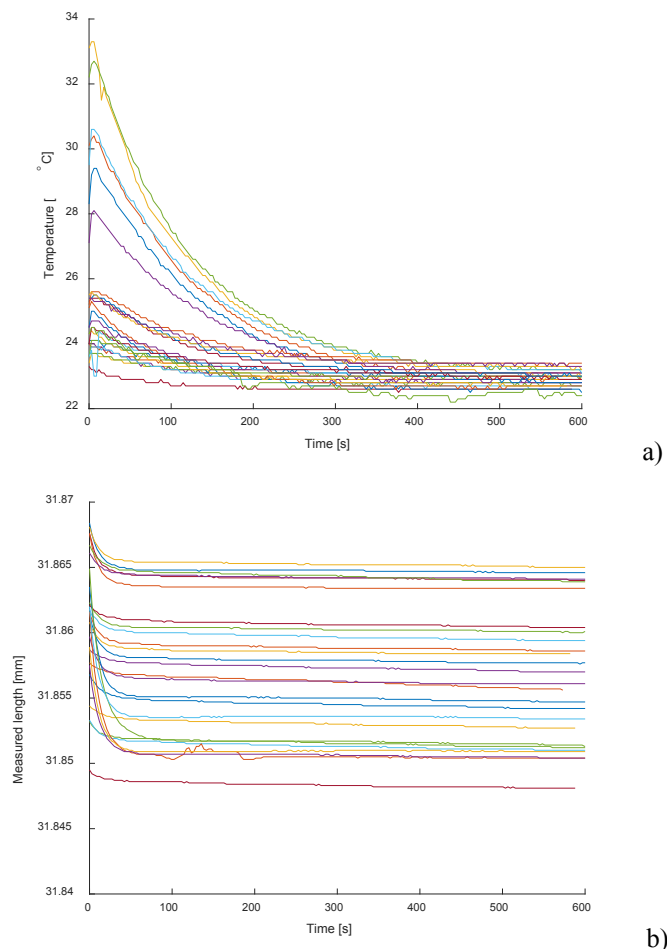 34
32
30
28
26
24
22
Temperature [ °C]
0 100 200 300 400 500 600
Time [s]
a)
31.87
31.865
31.86
31.855
31.85
31.845
31.84
Measured length [mm]
0 100 200 300 400 500 600
Time [s]
b)